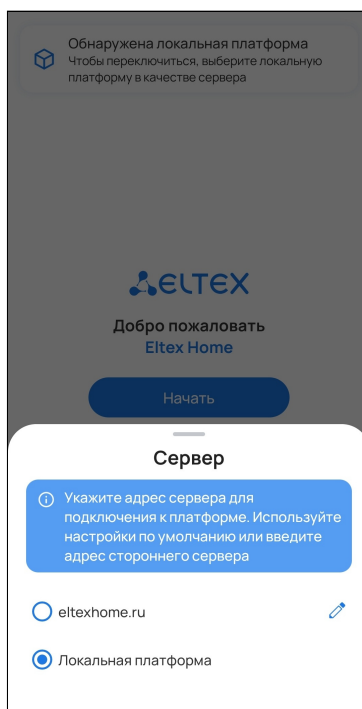 Обнаружена локальная платформа
Чтобы переключиться, выберите локальную
платформу в качестве сервера
ELTEX
Добро пожаловать
Eltex Home
Начать
Сервер
Укажите адрес сервера для
подключения к платформе. Используйте
настройки по умолчанию или введите
адрес стороннего сервера
eltexhome.ru
Локальная платформа